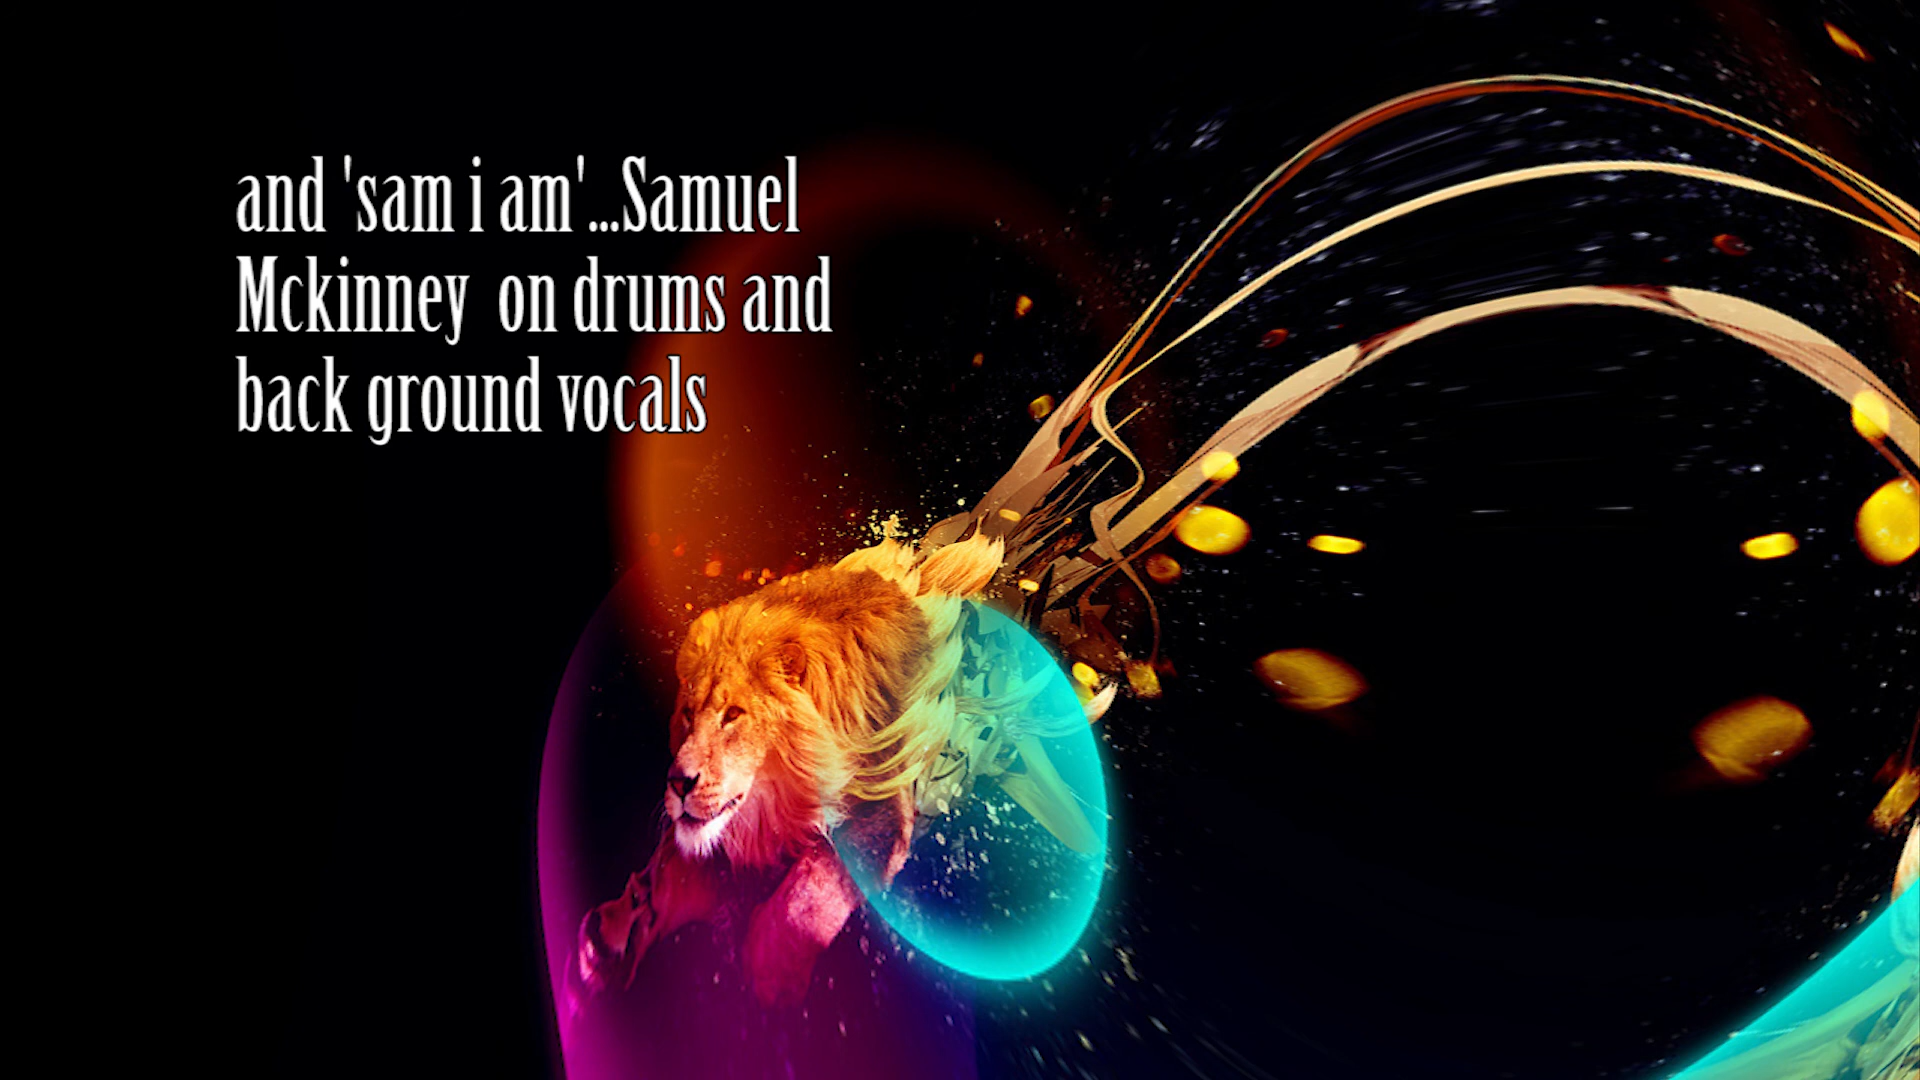 and 'sam i am'...Samuel
Mckinney  on drums and
back ground vocals